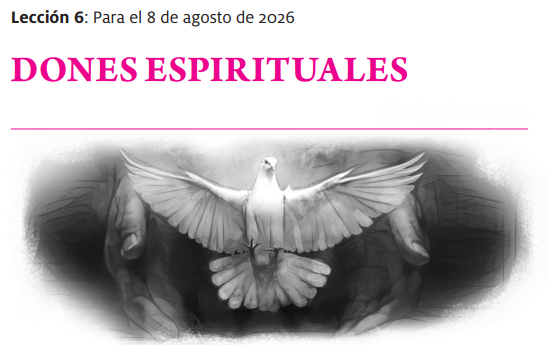 Lección 6: Para el 8 de agosto de 2026
DONES ESPIRITUALES